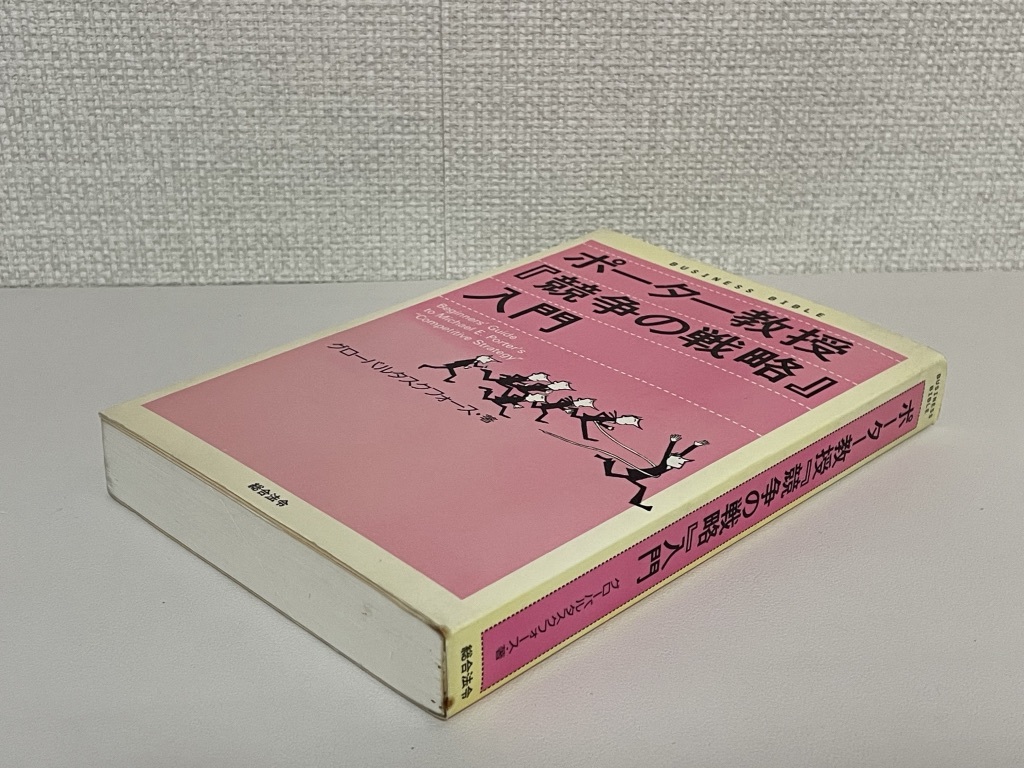 BUSINESS BIBLE
ポーター教授
『競争の戦略』
入門
Beginners' Guide
to Michael E. Porter's
"Competitive Strategy"
グローバルタスクフォース・著
総合法令
BUSINESS
BIBLE
ポーター教授『競争の戦略』入門
グローバルタスクフォース・著
総合法令